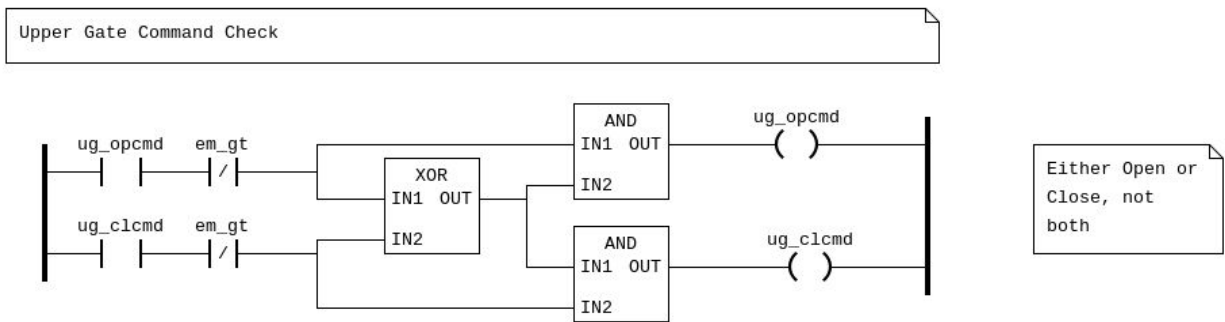 Upper Gate Command Check
AND
ug_opcmd
ug_opcmd em_gt
IN1 OUT
XOR
IN2
IN1 OUT
ug_clcmd em_gt
IN2
AND
ug_clcmd
IN1 OUT
IN2
Either Open or
Close, not
both